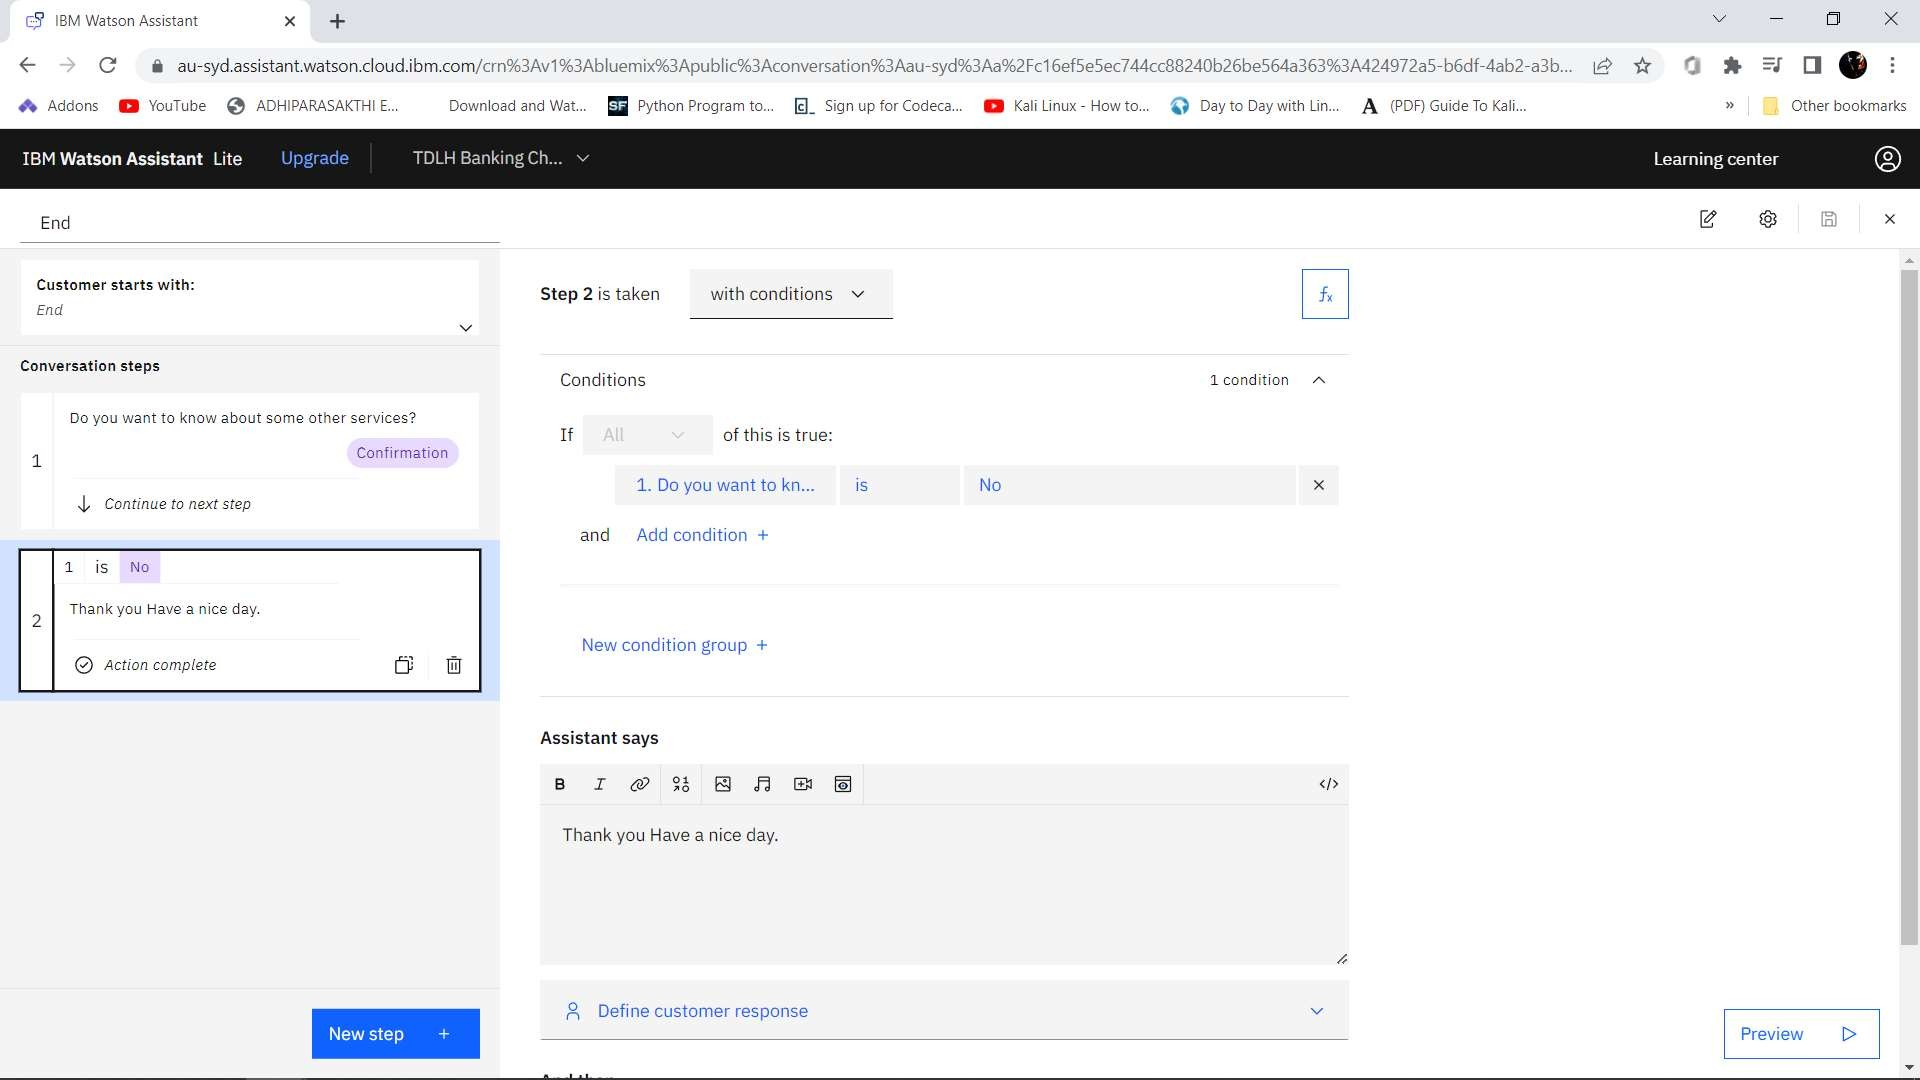 IBM Watson Assistant
au-syd.assistant.watson.cloud.ibm.com/crn%3Av1%3Abluemix%3Apublic%3Aconversation%3Aau-syd%3Aa%2Fc16ef5e5ec744cc88240b26be564a363%3A424972a5-b6df-4ab2-a3b...
Addons YouTube ADHIPARASAKTHI E... Download and Wat... Python Program to... Sign up for Codeca... Kali Linux - How to... Day to Day with Lin... (PDF) Guide To Kali... » Other bookmarks
IBM Watson Assistant Lite Upgrade TDLH Banking Ch... Learning center
End
Customer starts with:
End
Conversation steps
1
Do you want to know about some other services?
Confirmation
Continue to next step
2
1 is No
Thank you Have a nice day.
Action complete
New step +
Step 2 is taken with conditions fx
Conditions 1 condition
If All of this is true:
1. Do you want to kn... is No
and Add condition +
New condition group +
Assistant says
B I </>
Thank you Have a nice day.
Define customer response
Preview